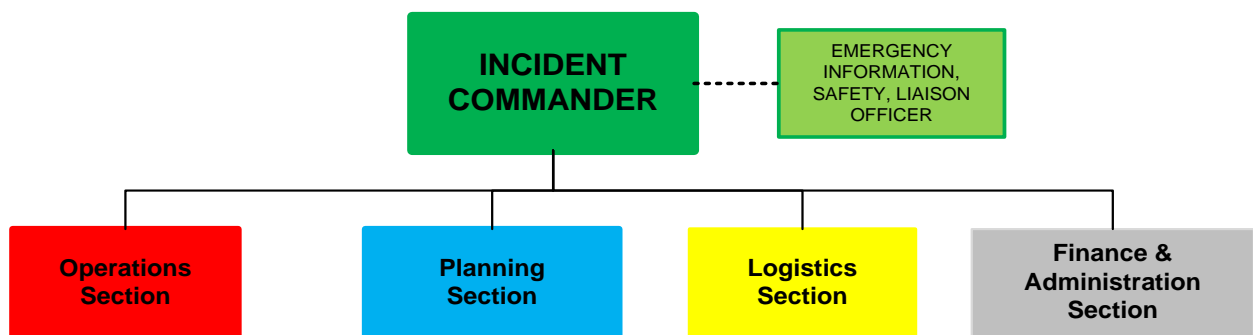 INCIDENT
COMMANDER
EMERGENCY
INFORMATION,
SAFETY, LIAISON
OFFICER
Operations
Section
Planning
Section
Logistics
Section
Finance &
Administration
Section